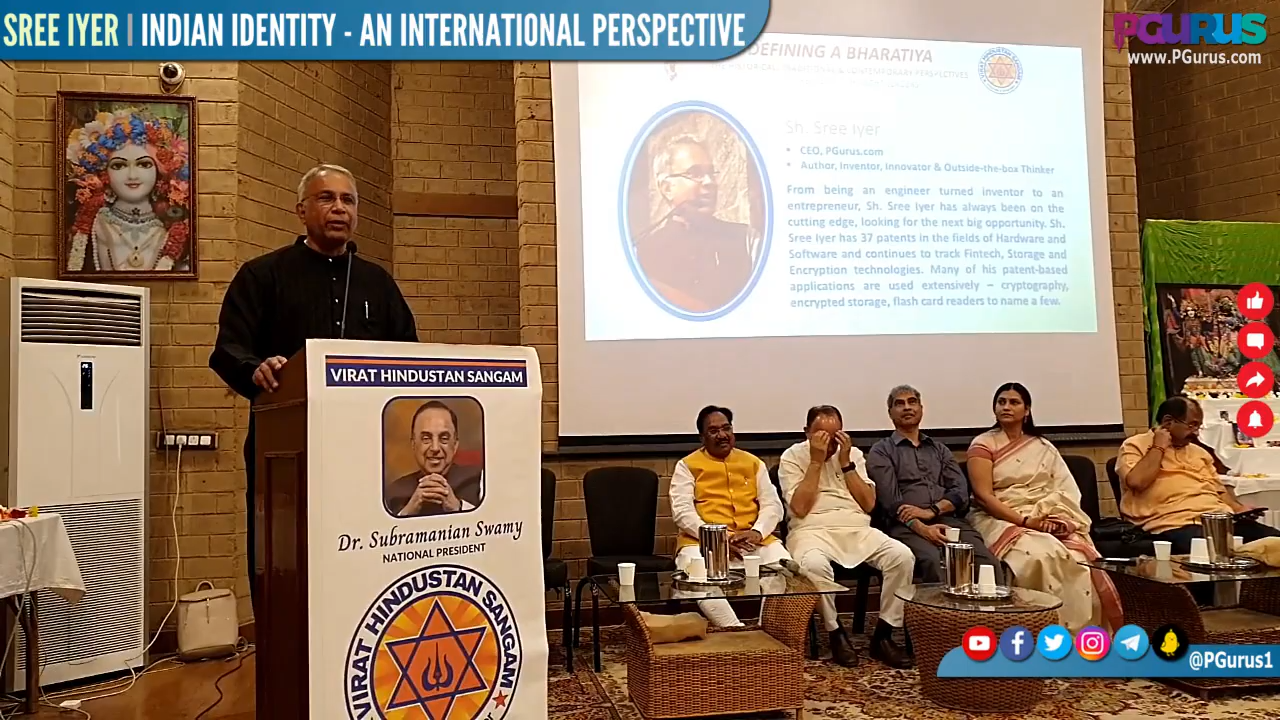 SREE IYER | INDIAN IDENTITY - AN INTERNATIONAL PERSPECTIVE
PGURUS
www.PGurus.com
DEFINING A BHARATIYA
PERSPECTIVES
VIRAT HINDUSTAN SANGAM
Sh. Sree Iyer
• CEO, PGurus.com
• Author, Inventor, Innovator & Outside-the-box Thinker
From being an engineer turned inventor to an
entrepreneur, Sh. Sree Iyer has always been on the
cutting edge, looking for the next big opportunity. Sh.
Sree Iyer has 37 patents in the fields of Hardware and
Software and continues to track Fintech, Storage and
Encryption technologies. Many of his patent-based
applications are used extensively – cryptography,
encrypted storage, flash card readers to name a few.
VIRAT HINDUSTAN SANGAM
Dr. Subramanian Swamy
NATIONAL PRESIDENT
VIRAT HINDUSTAN SANGAM
@PGurus1